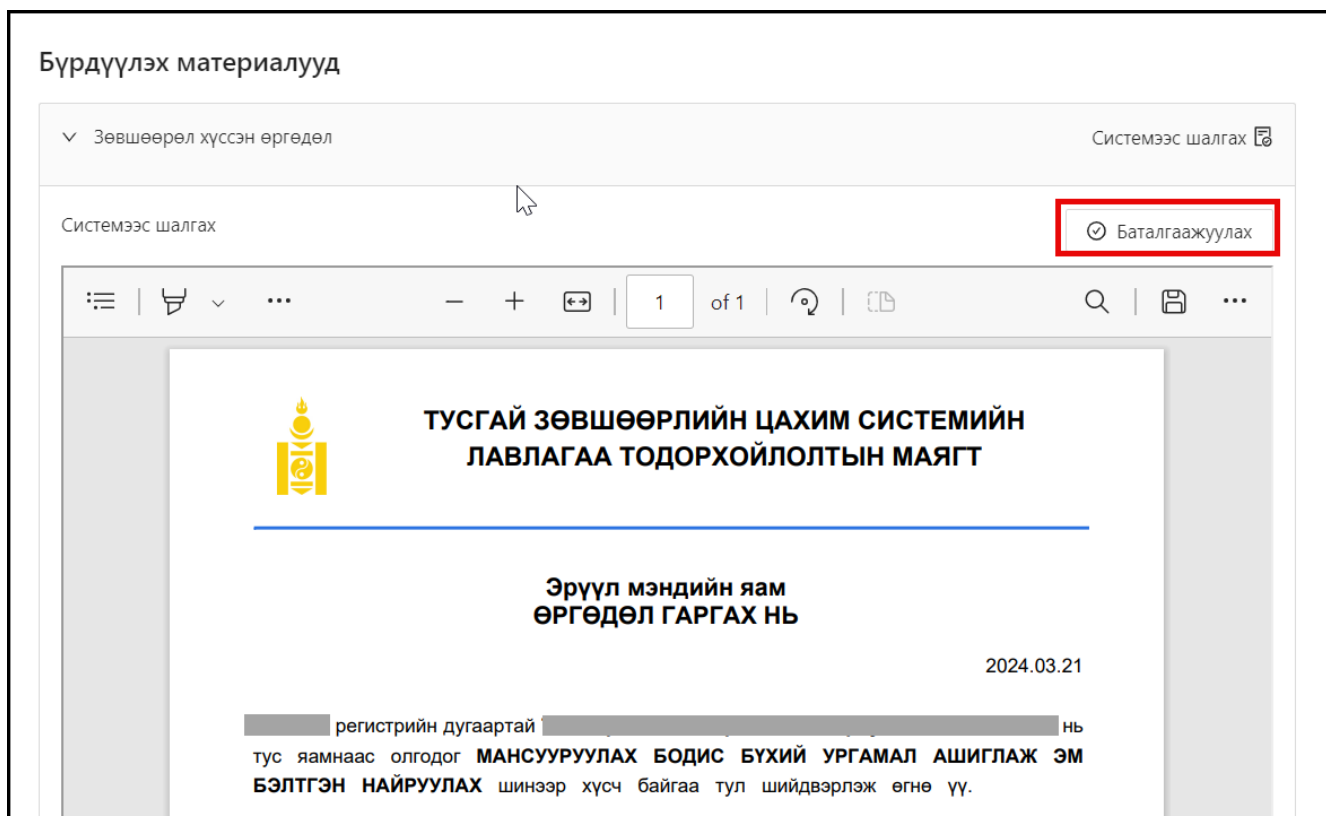 Бүрдүүлэх материалууд
Зөвшөөрөл хүссэн өргөдөл
Системээс шалгах
Системээс шалгах
Баталгаажуулах
1 of 1
ТУСГАЙ ЗӨВШӨӨРЛИЙН ЦАХИМ СИСТЕМИЙН
ЛАВЛАГАА ТОДОРХОЙЛОЛТЫН МАЯГТ
Эрүүл мэндийн яам
ӨРГӨДӨЛ ГАРГАХ НЬ
2024.03.21
регистрийн дугаартай нь
тус яамнаас олгодог МАНСУУРУУЛАХ БОДИС БҮХИЙ УРГАМАЛ АШИГЛАЖ ЭМ
БЭЛТГЭН НАЙРУУЛАХ шинээр хүсч байгаа тул шийдвэрлэж өгнө үү.